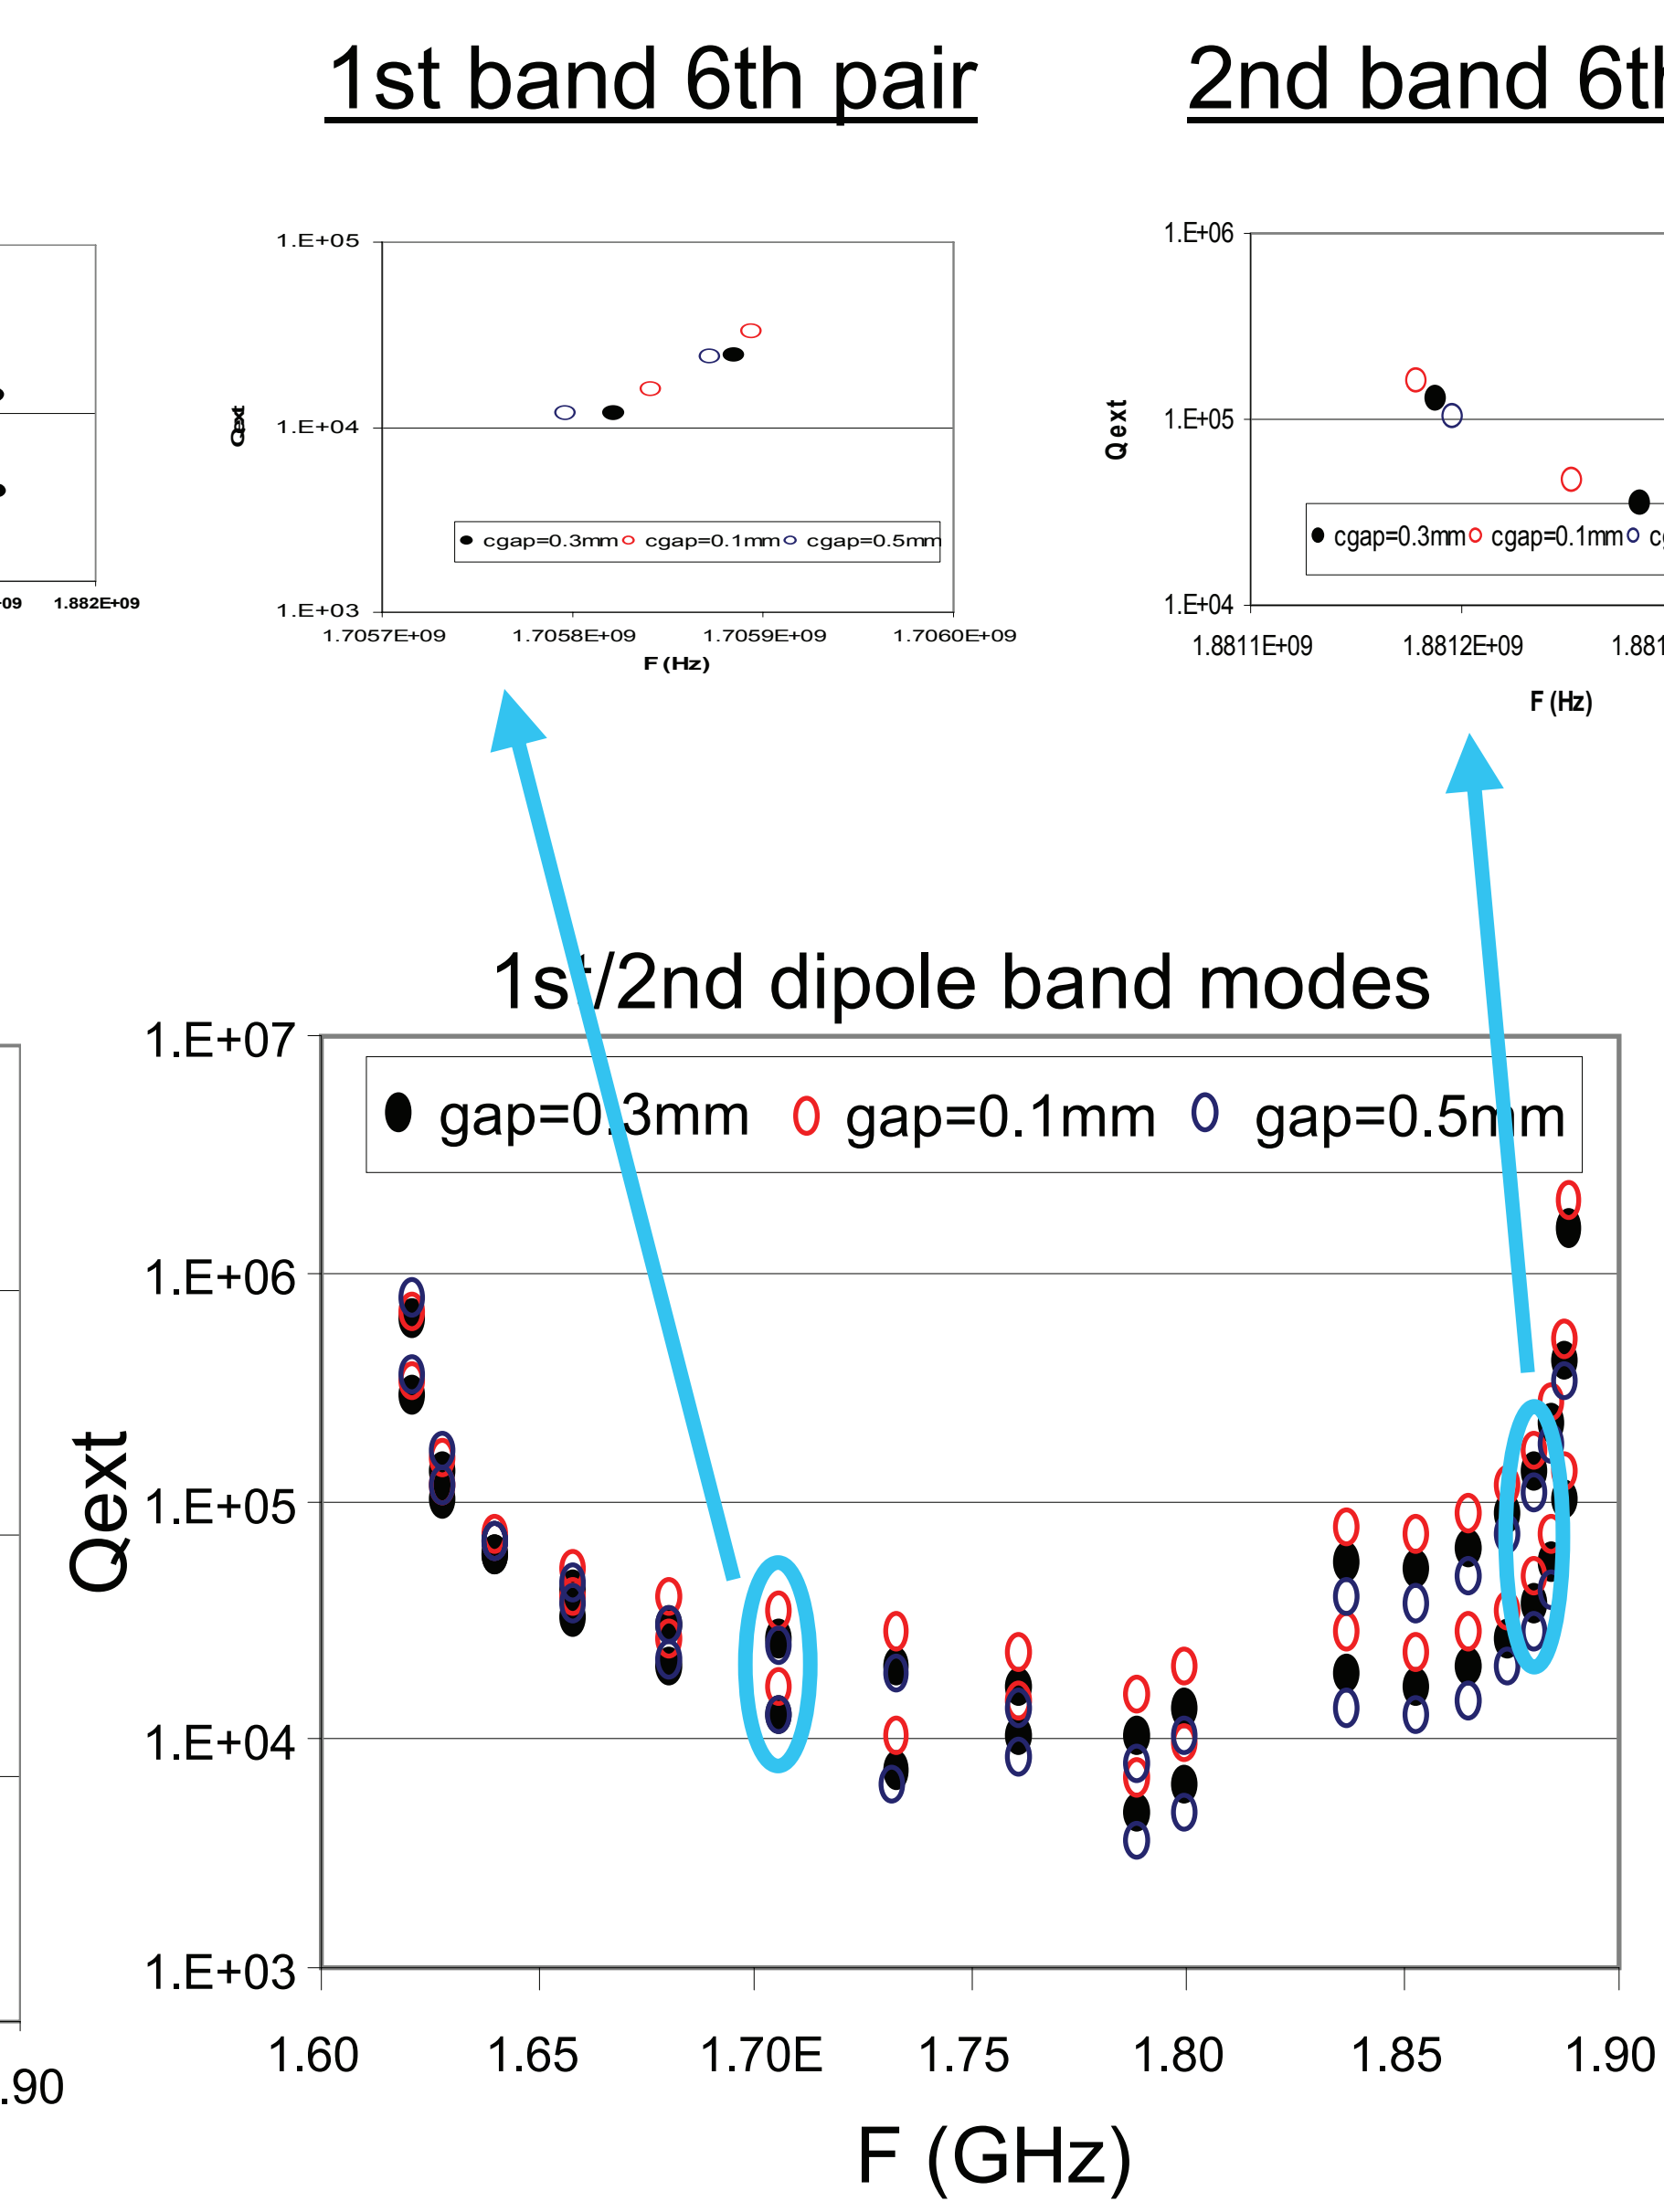 1st band 6th pair
2nd band 6th
1.E+05
1.E+04
1.E+03
Qext
cgap=0.3mm cgap=0.1mm cgap=0.5mm
1.7057E+09 1.7058E+09 1.7059E+09 1.7060E+09
F (Hz)
1.E+06
1.E+05
1.E+04
Qext
cgap=0.3mm cgap=0.1mm
1.8811E+09 1.8812E+09 1.881
F (Hz)
+09 1.882E+09
1st/2nd dipole band modes
gap=0.3mm gap=0.1mm gap=0.5mm
1.E+07
1.E+06
1.E+05
1.E+04
1.E+03
Qext
1.60 1.65 1.70E 1.75 1.80 1.85 1.90
F (GHz)
.90